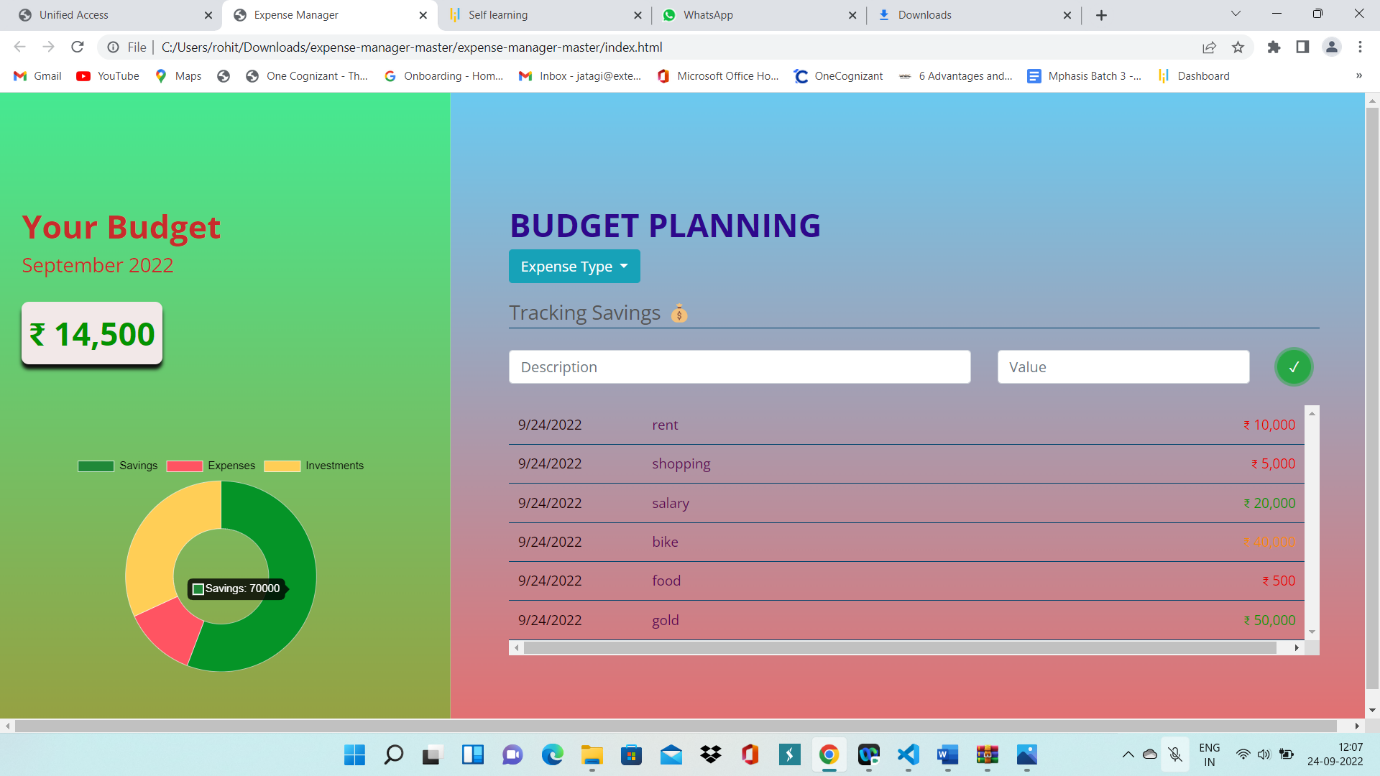 Unified Access
Expense Manager
Self learning
WhatsApp
Downloads
File
C:/Users/rohit/Downloads/expense-manager-master/expense-manager-master/index.html
Gmail
YouTube
Maps
One Cognizant - Th...
Onboarding - Hom...
Inbox - jatagi@exte...
Microsoft Office Ho...
OneCognizant
6 Advantages and...
Mphasis Batch 3 -...
Dashboard
»
Your Budget
September 2022
₹ 14,500
Savings
Expenses
Investments
Savings: 70000
BUDGET PLANNING
Expense Type
Tracking Savings
Description
Value
9/24/2022 rent ₹ 10,000
9/24/2022 shopping ₹ 5,000
9/24/2022 salary ₹ 20,000
9/24/2022 bike ₹ 40,000
9/24/2022 food ₹ 500
9/24/2022 gold ₹ 50,000
ENG
IN
12:07
24-09-2022